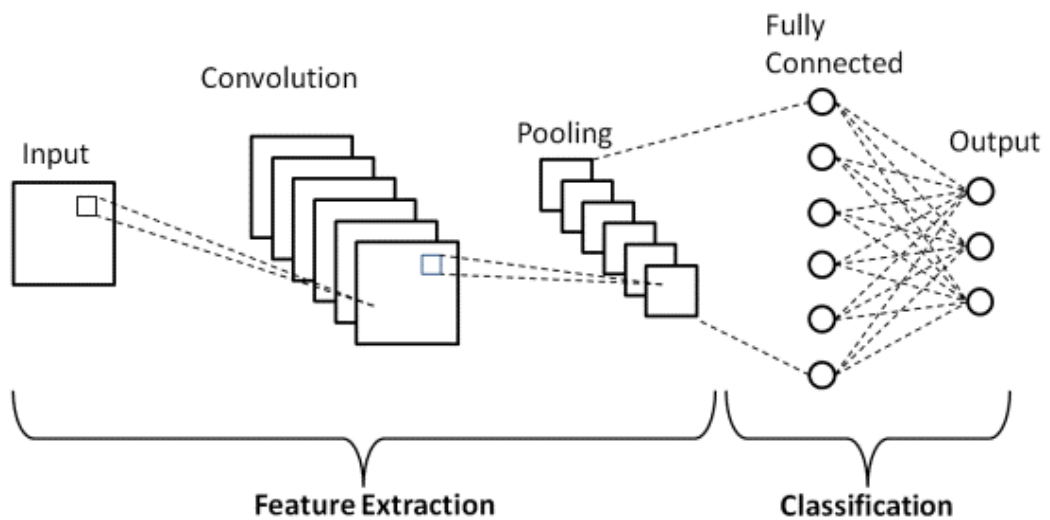 Fully
Connected
Convolution
Pooling
Input
Output
Feature Extraction
Classification